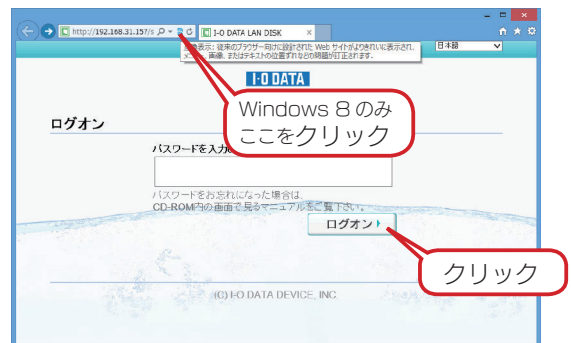 http://192.168.31.157/s
I-O DATA LAN DISK
互換表示: 従来のブラウザー向けに設計された Web サイトがよりきれいに表示され、
メニュー、画像、またはテキストの位置ずれなどの問題が訂正されます。
日本語
I-O DATA
Windows 8 のみ
ここをクリック
ログオン
パスワードを入力
パスワードをお忘れになった場合は、
CD-ROM内の画面で見るマニュアルをご覧下さい。
ログオン
クリック
(C) I-O DATA DEVICE, INC.